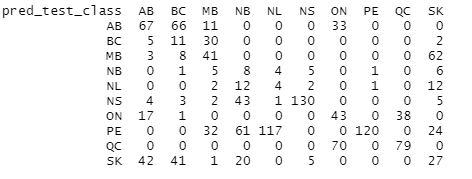 pred_test_class AB BC MB NB NL NS ON PE QC SK
AB 67 66 11 0 0 0 33 0 0 0
BC 5 11 30 0 0 0 0 0 0 2
MB 3 8 41 0 0 0 0 0 0 62
NB 0 1 5 8 4 5 0 1 0 6
NL 0 0 2 12 4 2 0 1 0 12
NS 4 3 2 43 1 130 0 0 0 5
ON 17 1 0 0 0 0 43 0 38 0
PE 0 0 32 61 117 0 0 120 0 24
QC 0 0 0 0 0 0 70 0 79 0
SK 42 41 1 20 0 5 0 0 0 27